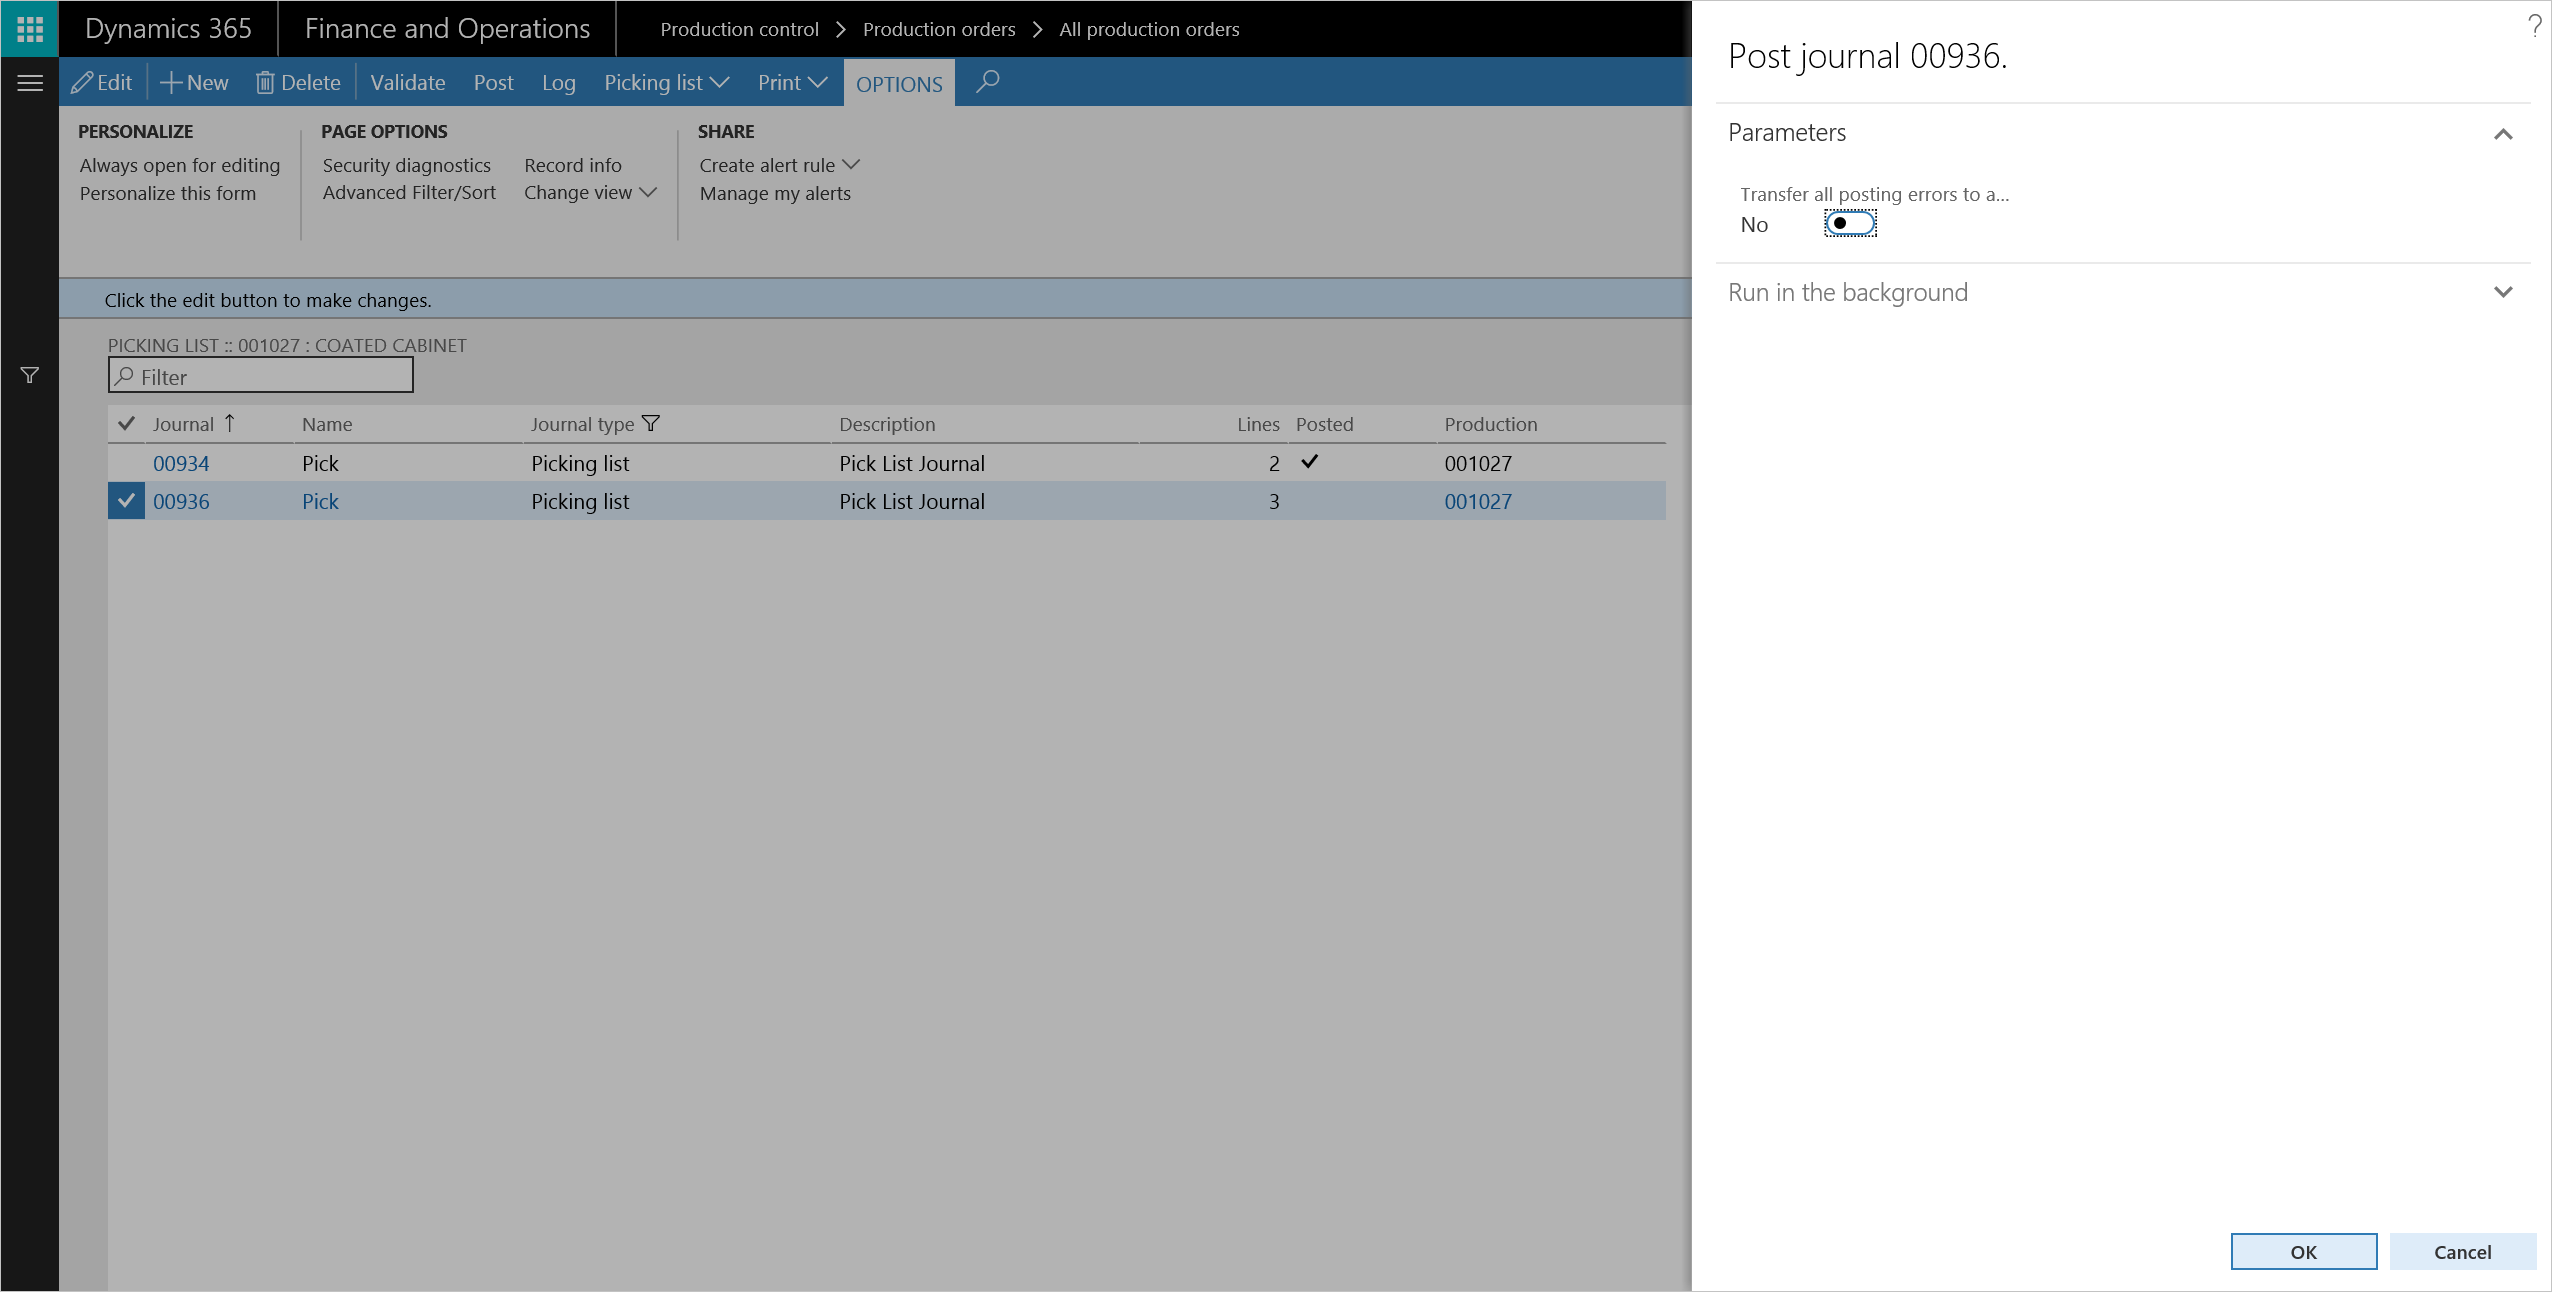 Dynamics 365 Finance and Operations Production control Production orders All production orders
Edit New Delete Validate Post Log Picking list Print OPTIONS
PERSONALIZE PAGE OPTIONS SHARE
Always open for editing Security diagnostics Record info Create alert rule
Personalize this form Advanced Filter/Sort Change view Manage my alerts
Click the edit button to make changes.
PICKING LIST :: 001027 : COATED CABINET
Filter
Journal Name Journal type Description Lines Posted Production
00934 Pick Picking list Pick List Journal 2 001027
00936 Pick Picking list Pick List Journal 3 001027
?
Post journal 00936.
Parameters
Transfer all posting errors to a...
No
Run in the background
OK Cancel